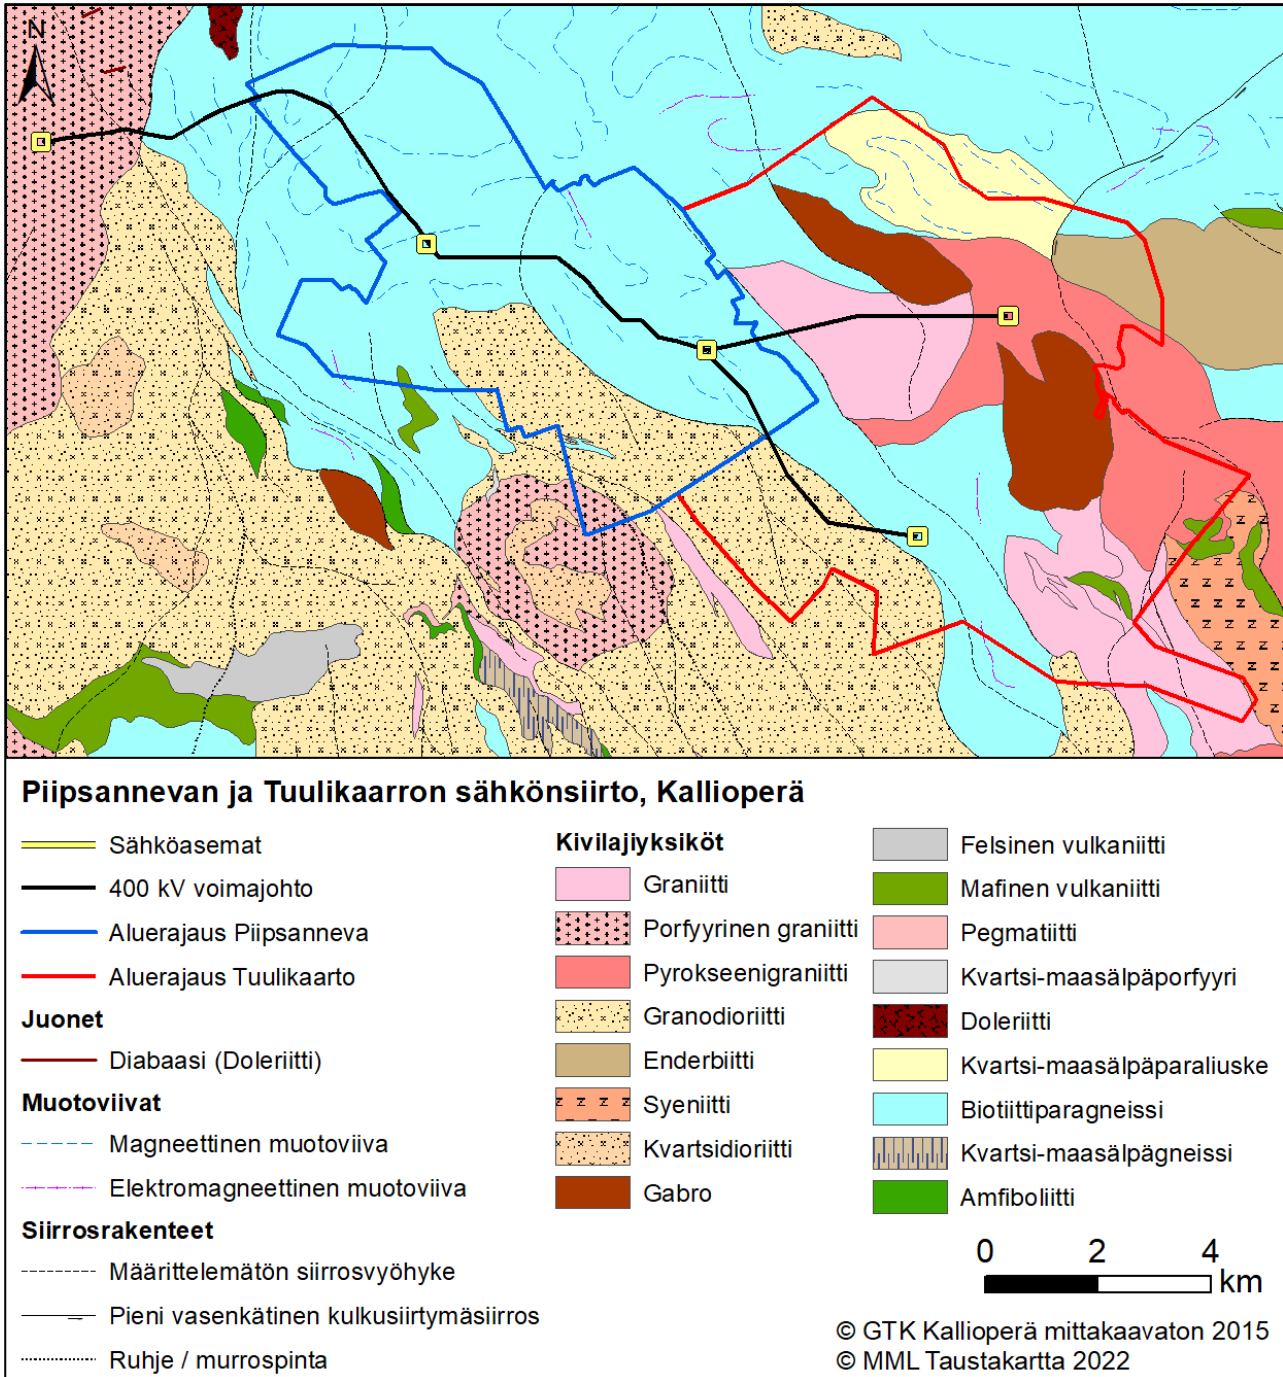 N
Piipsannevan ja Tuulikaarron sähkönsiirto, Kallioperä
Sähköasemat
400 kV voimajohto
Aluerajaus Piipsanneva
Aluerajaus Tuulikaarto
Juonet
Diabaasi (Doleriitti)
Muotoviivat
Magneettinen muotoviiva
Elektromagneettinen muotoviiva
Siirrosrakenteet
Määrittelemätön siirrosvyöhyke
Pieni vasenkätinen kulkusiirtymäsiirros
Ruhje / murrospinta
Kivilajiyksiköt
Graniitti
Porfyyrinen graniitti
Pyrokseenigraniitti
Granodioriitti
Enderbiitti
Syeniitti
Kvartsidioriitti
Gabro
Felsinen vulkaniitti
Mafinen vulkaniitti
Pegmatiitti
Kvartsi-maasälpäporfyyri
Doleriitti
Kvartsi-maasälpäparaliuske
Biotiittiparagneissi
Kvartsi-maasälpägneissi
Amfiboliitti
0 2 4
km
© GTK Kallioperä mittakaavaton 2015
© MML Taustakartta 2022